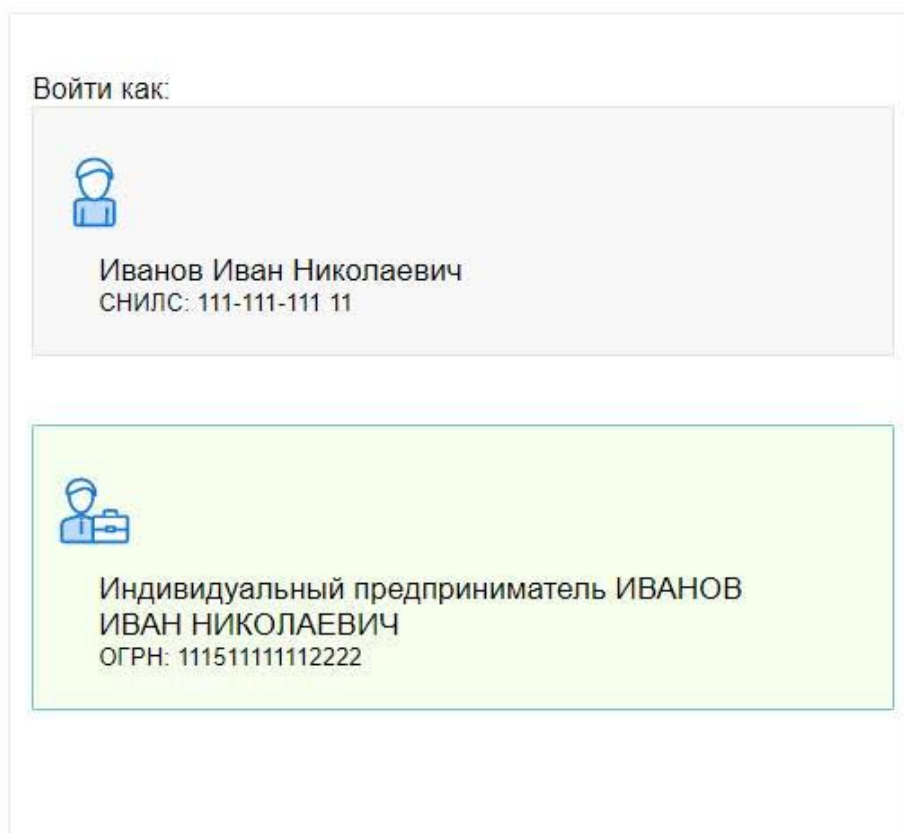 Войти как:
Иванов Иван Николаевич
СНИЛС: 111-111-111 11
Индивидуальный предприниматель ИВАНОВ
ИВАН НИКОЛАЕВИЧ
ОГРН: 111511111112222